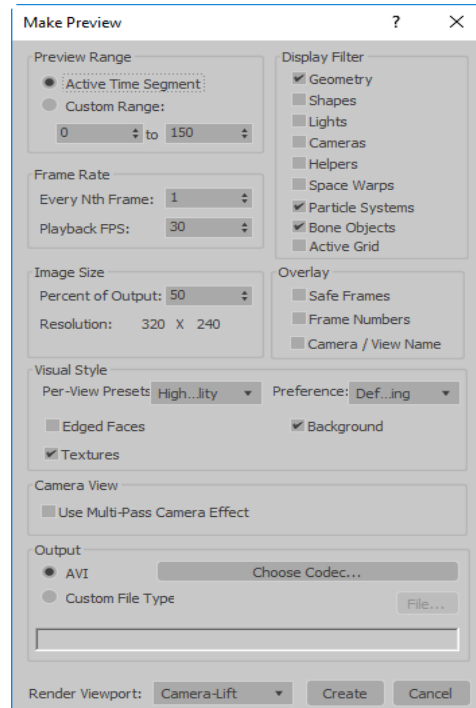 Make Preview ?
Preview Range
Active Time Segment
Custom Range:
0 to 150
Frame Rate
Every Nth Frame: 1
Playback FPS: 30
Image Size
Percent of Output: 50
Resolution: 320 X 240
Display Filter
Geometry
Shapes
Lights
Cameras
Helpers
Space Warps
Particle Systems
Bone Objects
Active Grid
Overlay
Safe Frames
Frame Numbers
Camera / View Name
Visual Style
Per-View Presets High...lity Preference: Def...ing
Edged Faces Background
Textures
Camera View
Use Multi-Pass Camera Effect
Output
AVI Choose Codec...
Custom File Type File...
Render Viewport: Camera-Lift Create Cancel